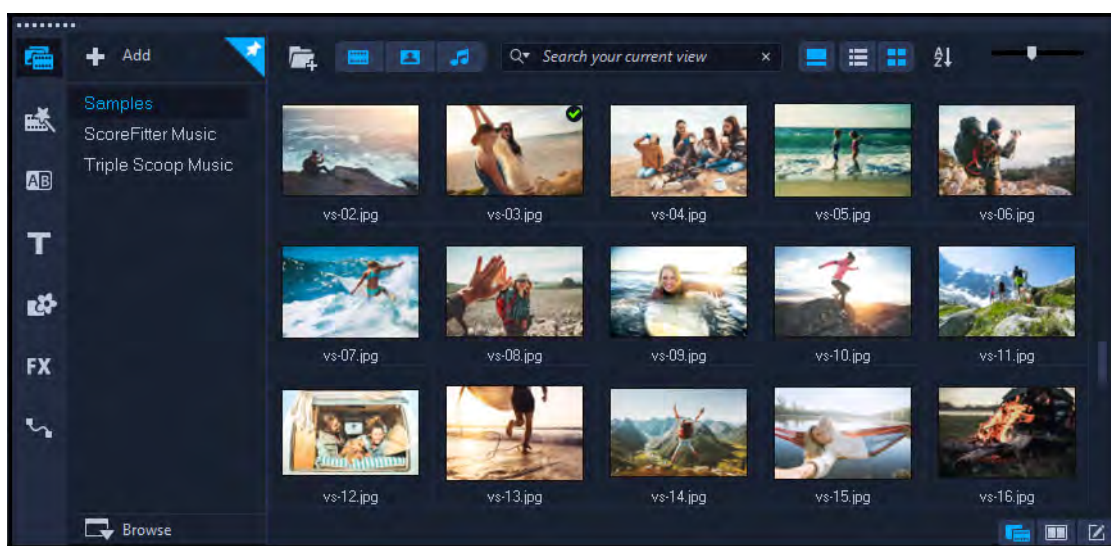 Add
Search your current view
×
Samples
ScoreFitter Music
Triple Scoop Music
AB
T
FX
A
Z
vs-02.jpg
vs-03.jpg
vs-04.jpg
vs-05.jpg
vs-06.jpg
vs-07.jpg
vs-08.jpg
vs-09.jpg
vs-10.jpg
vs-11.jpg
vs-12.jpg
vs-13.jpg
vs-14.jpg
vs-15.jpg
vs-16.jpg
Browse